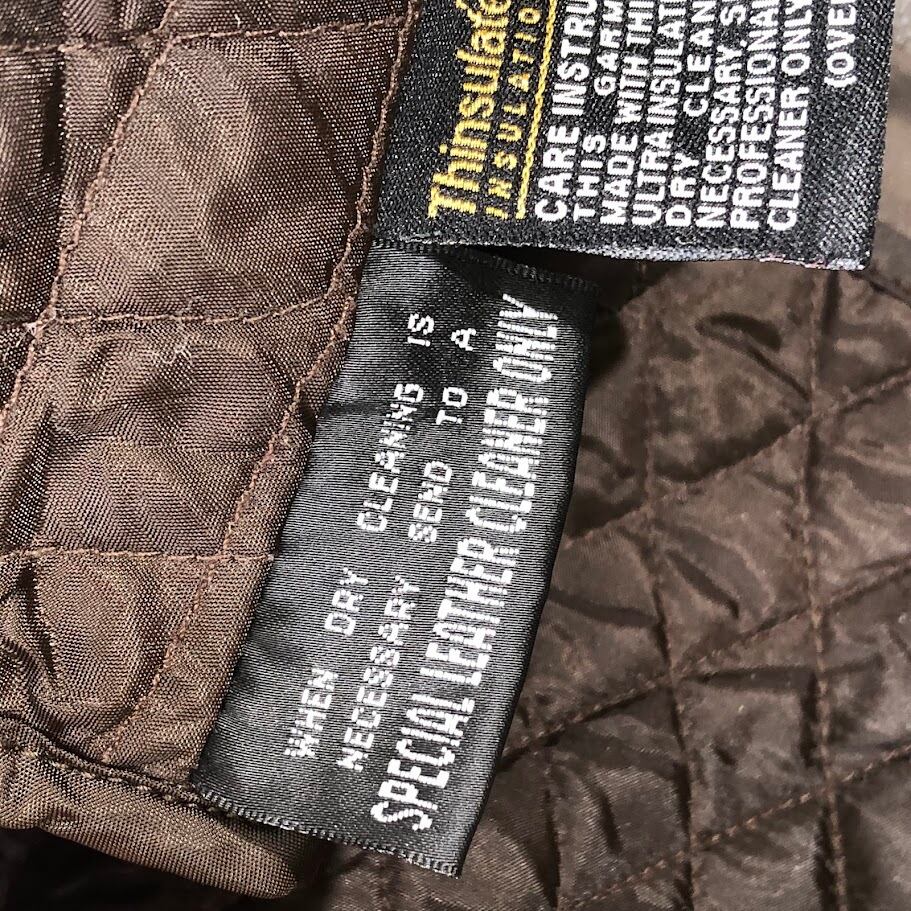 Thinsulate
INSULATIO
CARE INSTRU
THIS GARM
MADE WITH THI
ULTRA INSULATI
DRY CLEAN
NECESSARY, S
PROFESSIONAL
CLEANER ONLY
(OVE
WHEN DRY CLEANING IS
NECESSARY SEND TO A
SPECIAL LEATHER CLEANER ONLY